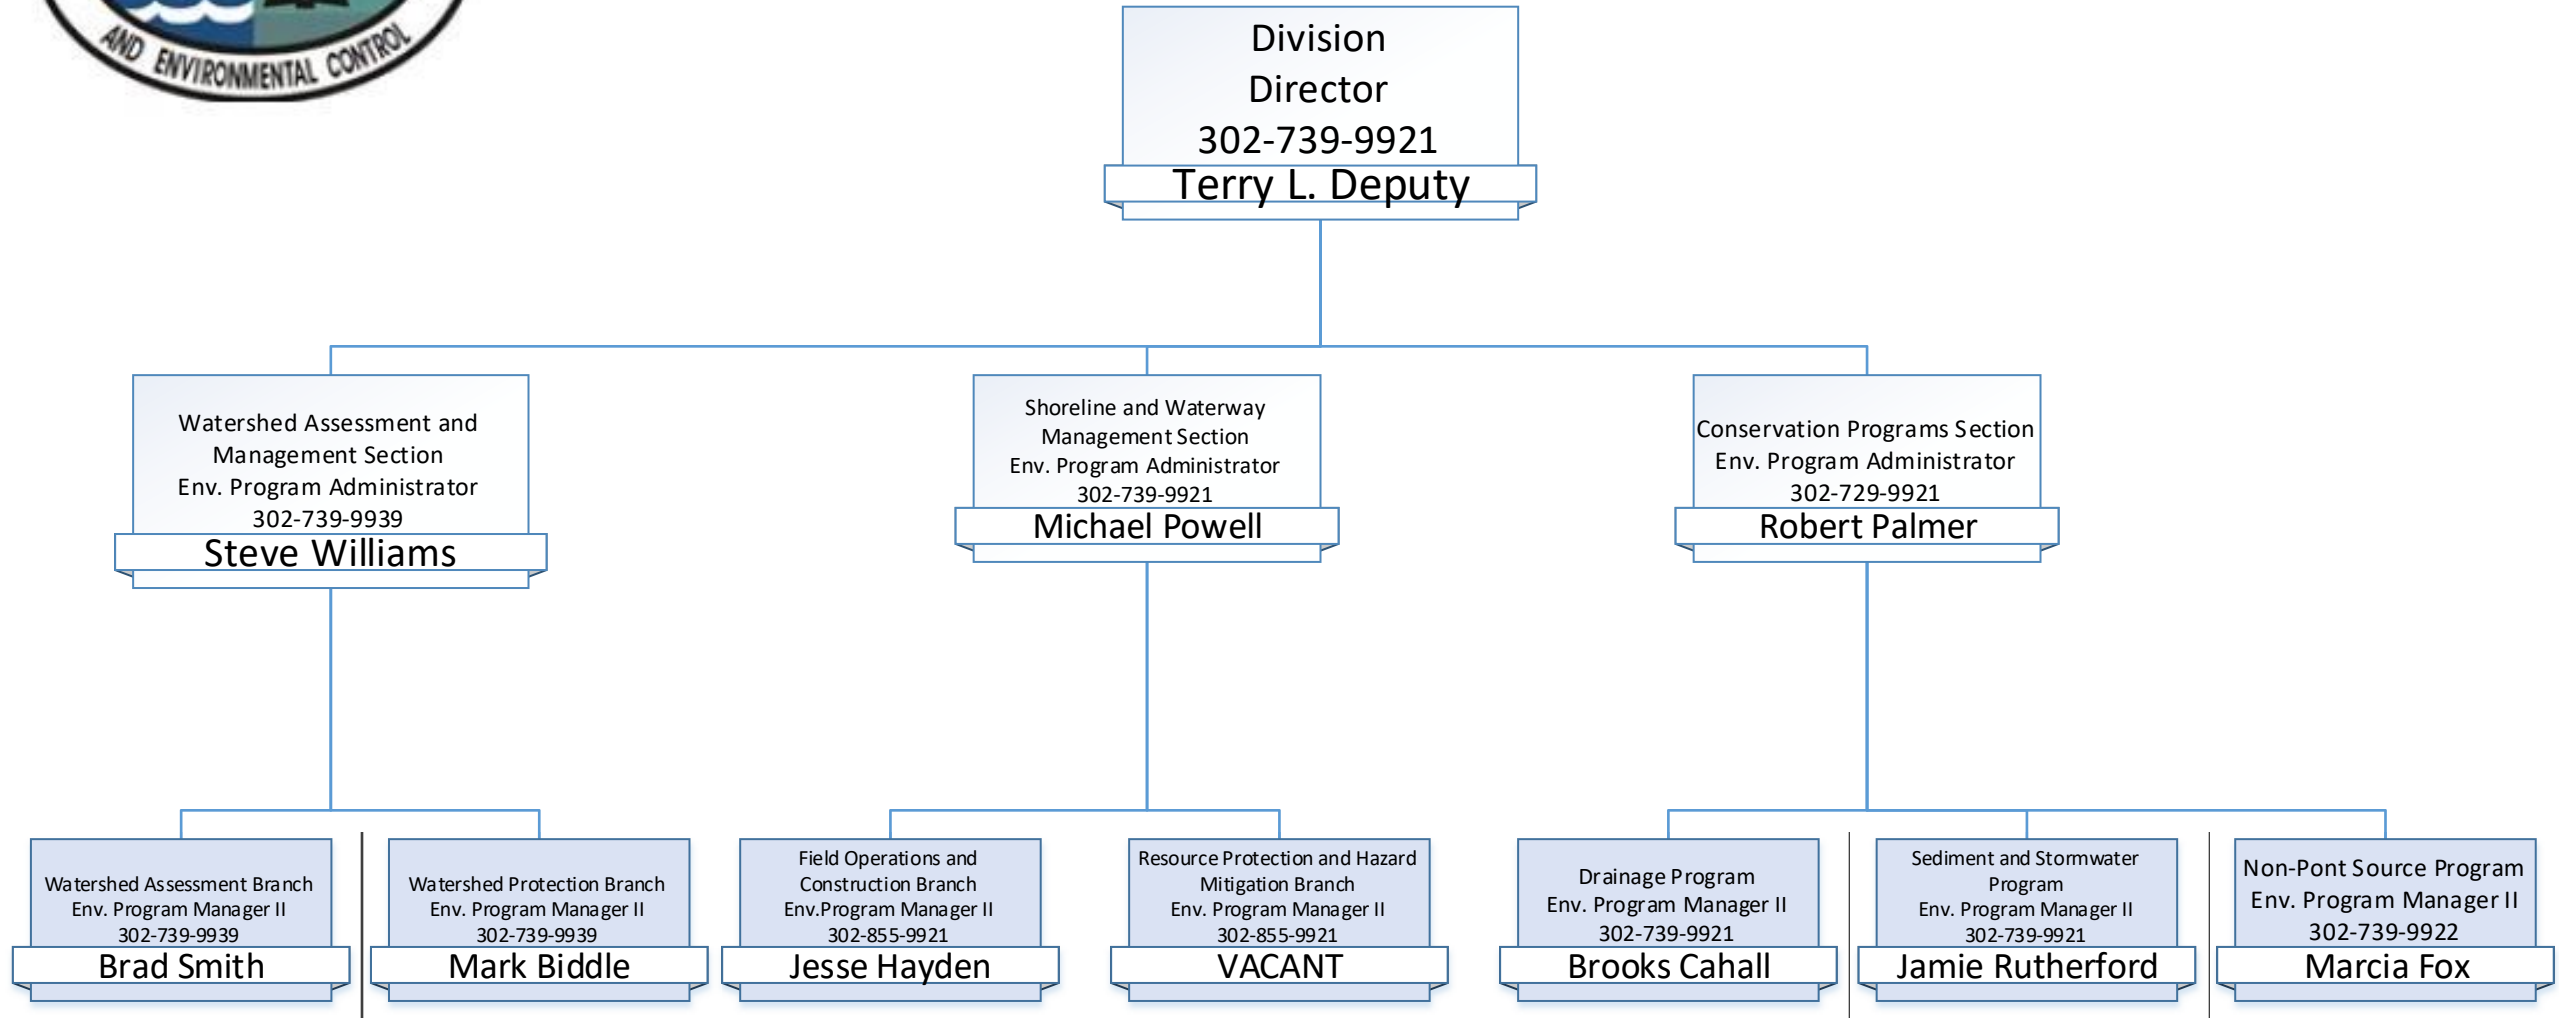 AND ENVIRONMENTAL CONTROL
Division
Director
302-739-9921
Terry L. Deputy
Watershed Assessment and
Management Section
Env. Program Administrator
302-739-9939
Steve Williams
Shoreline and Waterway
Management Section
Env. Program Administrator
302-739-9921
Michael Powell
Conservation Programs Section
Env. Program Administrator
302-729-9921
Robert Palmer
Watershed Assessment Branch
Env. Program Manager II
302-739-9939
Brad Smith
Watershed Protection Branch
Env. Program Manager II
302-739-9939
Mark Biddle
Field Operations and
Construction Branch
Env.Program Manager II
302-855-9921
Jesse Hayden
Resource Protection and Hazard
Mitigation Branch
Env. Program Manager II
302-855-9921
VACANT
Drainage Program
Env. Program Manager II
302-739-9921
Brooks Cahall
Sediment and Stormwater
Program
Env. Program Manager II
302-739-9921
Jamie Rutherford
Non-Pont Source Program
Env. Program Manager II
302-739-9922
Marcia Fox